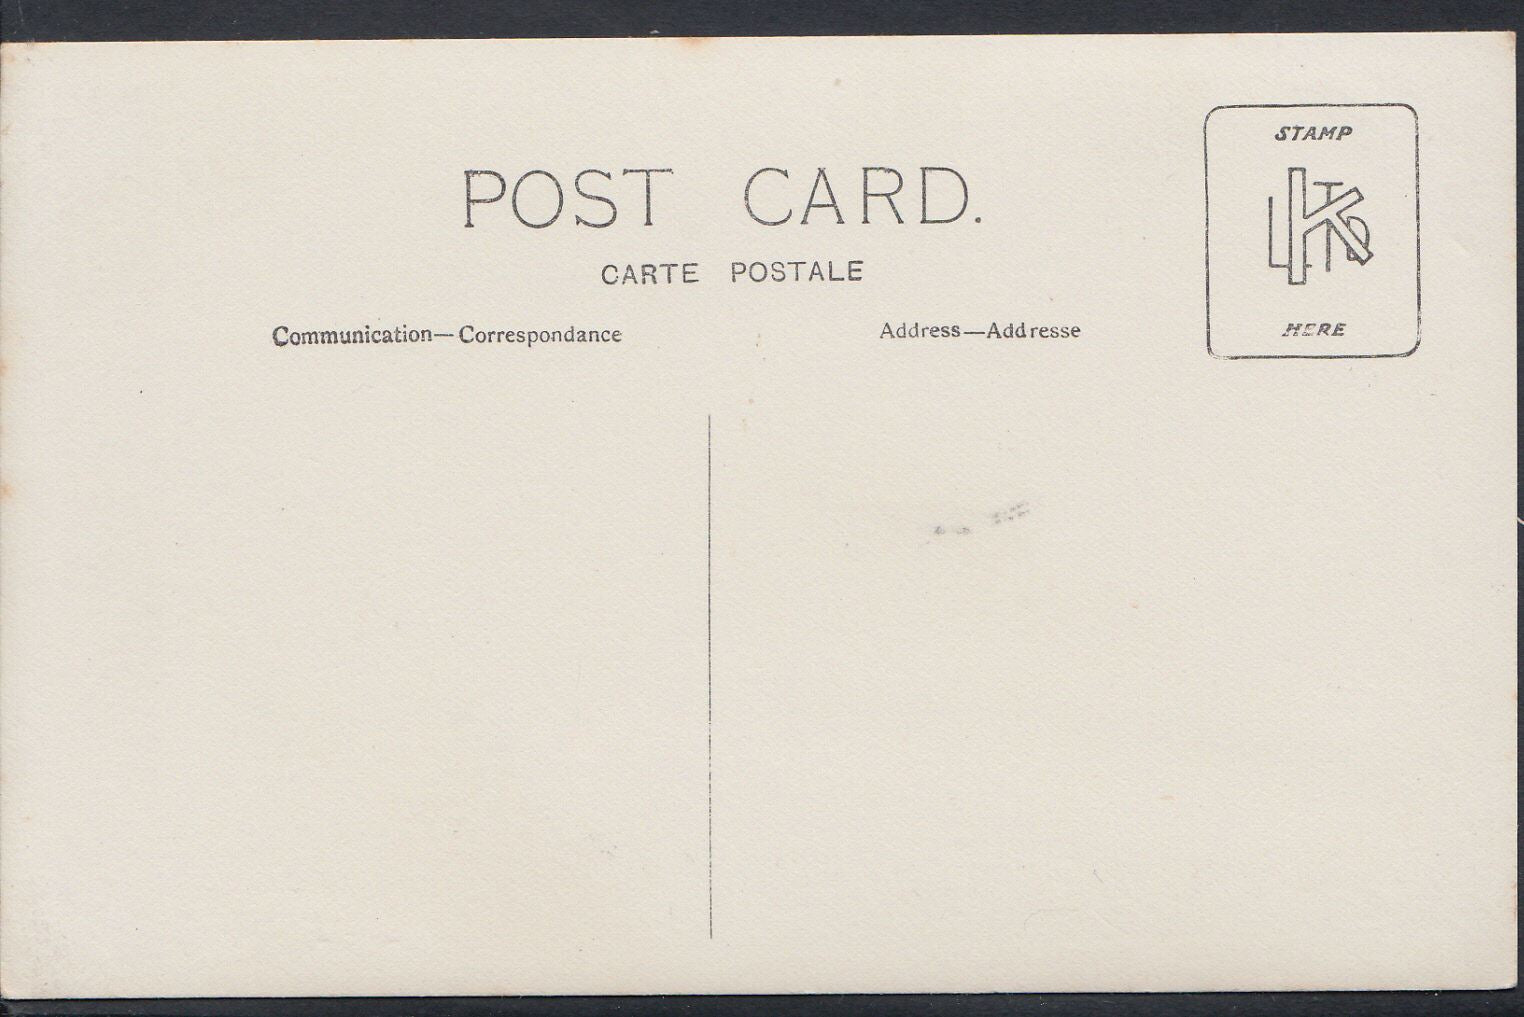 STAMP
POST CARD.
CARTE POSTALE
Communication—Correspondance
Address—Addresse
HERE